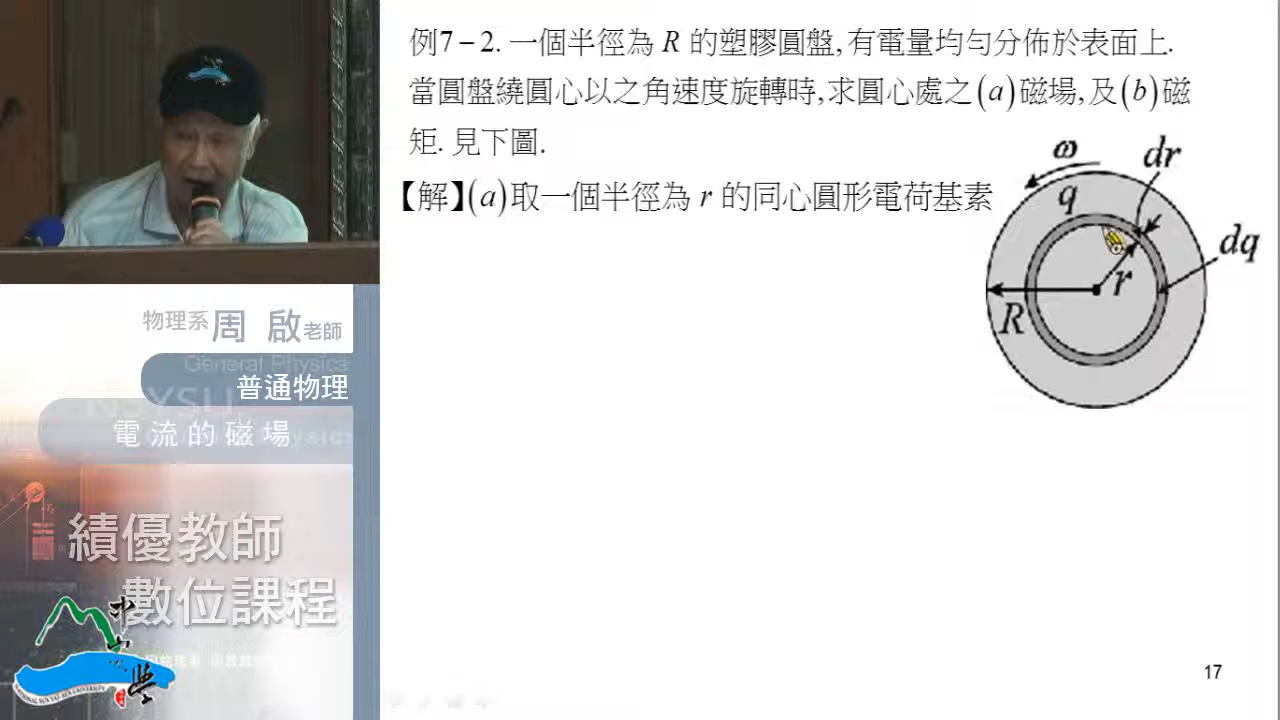 例7－2. 一個半徑為 R 的塑膠圓盤,有電量均勻分佈於表面上.
當圓盤繞圓心以之角速度旋轉時,求圓心處之(a)磁場,及(b)磁
矩. 見下圖.
【解】(a)取一個半徑為 r 的同心圓形電荷基素
ω
dr
q
dq
r
R
物理系 周 啟 老師
General Physics
普通物理
NSYSU
電流的磁場
績優教師
數位課程
17